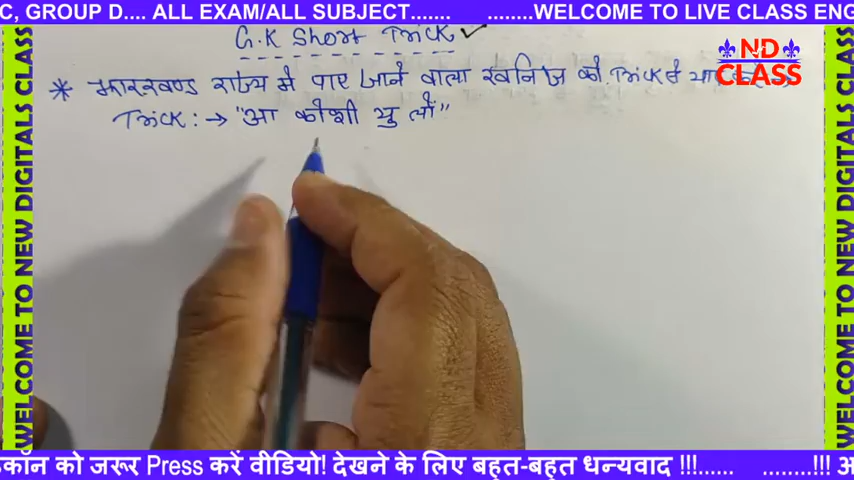 C, GROUP D.... ALL EXAM/ALL SUBJECT....... ........WELCOME TO LIVE CLASS ENG
G.K Short Trick ✓
ND
CLASS
* झारखण्ड राज्य में पाए जाने वाला खनिज को Trick से
Trick :→ "आ कोशी यु लो"
WELCOME TO NEW DIGITALS CLASS
WELCOME TO NEW DIGITALS CLASS
को जरूर Press करें वीडियो! देखने के लिए बहुत-बहुत धन्यवाद !!!...... ........!!! अ